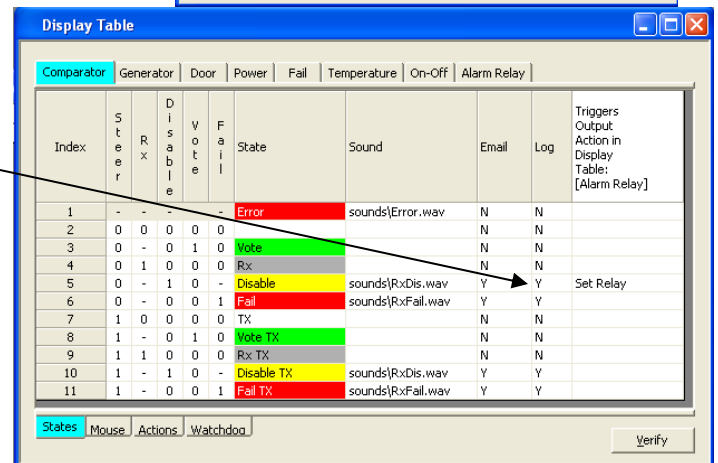 Display Table
Comparator Generator Door Power Fail Temperature On-Off Alarm Relay
Index Steer Rx Disable Vote Fail State Sound Email Log Triggers Output Action in Display Table: [Alarm Relay]
1 - - - - Error sounds\Error.wav N N
2 0 0 0 0 0 N N
3 0 - 0 1 0 Vote N N
4 0 1 0 0 0 Rx N N
5 0 - 1 0 - Disable sounds\RxDis.wav Y Y Set Relay
6 0 - 0 0 1 Fail sounds\RxFail.wav Y Y
7 1 0 0 0 0 TX N N
8 1 - 0 1 0 Vote TX N N
9 1 1 0 0 0 Rx TX N N
10 - 1 0 - Disable TX sounds\RxDis.wav Y Y
11 1 - 0 0 1 Fail TX sounds\RxFail.wav Y Y
States Mouse Actions Watchdog
Verify